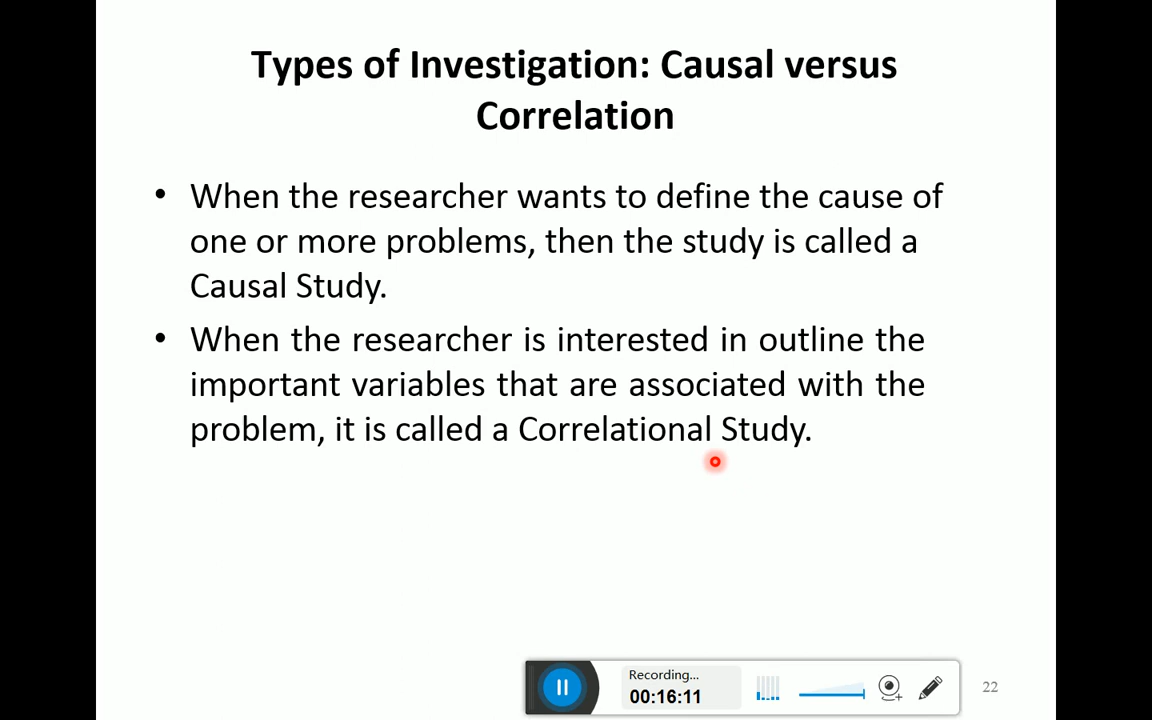 Types of Investigation: Causal versus
Correlation
• When the researcher wants to define the cause of
one or more problems, then the study is called a
Causal Study.
• When the researcher is interested in outline the
important variables that are associated with the
problem, it is called a Correlational Study.
Recording...
00:16:11
22